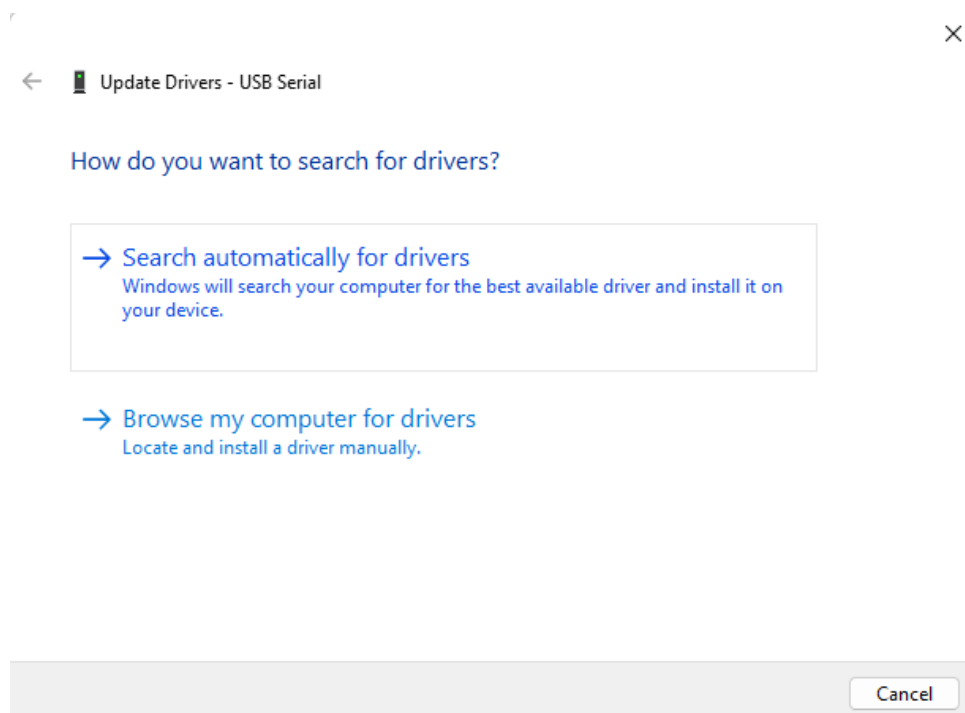 Update Drivers - USB Serial
How do you want to search for drivers?
Search automatically for drivers
Windows will search your computer for the best available driver and install it on
your device.
Browse my computer for drivers
Locate and install a driver manually.
Cancel